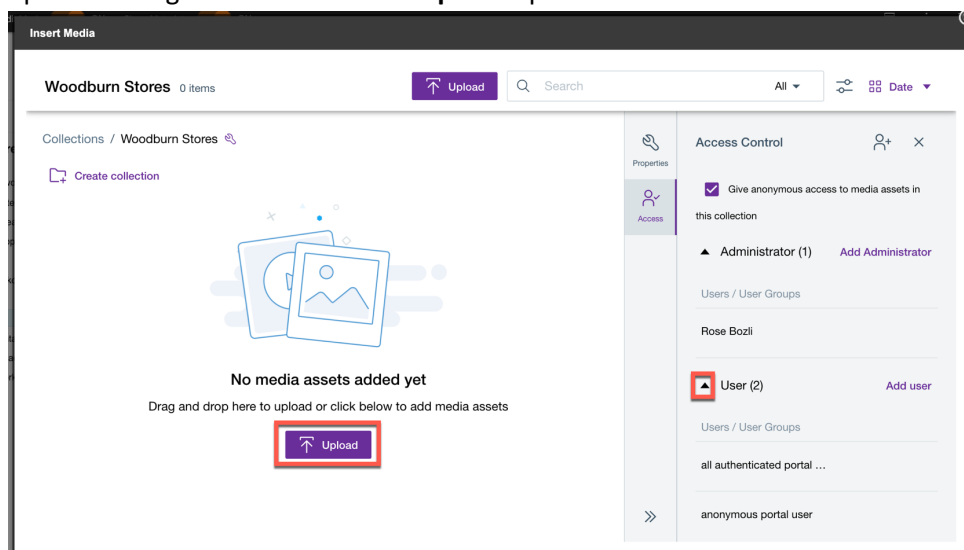 Insert Media
Woodburn Stores 0 items
Upload
Search
All
Date
Collections / Woodburn Stores
Create collection
No media assets added yet
Drag and drop here to upload or click below to add media assets
Upload
Properties
Access
Access Control
Give anonymous access to media assets in
this collection
Administrator (1) Add Administrator
Users / User Groups
Rose Bozli
User (2) Add user
Users / User Groups
all authenticated portal …
anonymous portal user